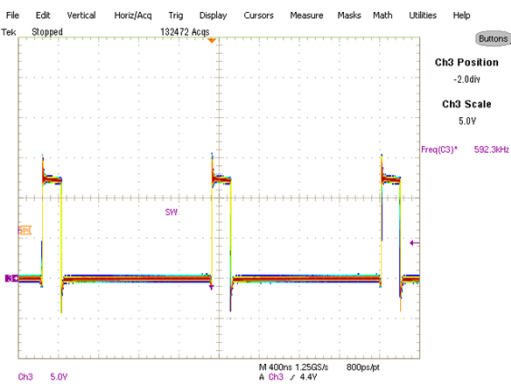 File Edit Vertical Horiz/Acq Trig Display Cursors Measure Masks Math Utilities Help
Tek Stopped 132472 Acqs
Buttons
Ch3 Position
-2.0div
Ch3 Scale
5.0V
Freq(C3)* 592.3kHz
SW
Ch3 5.0V
M 400ns 1.25GS/s 800ps/pt
A Ch3 / 4.4V